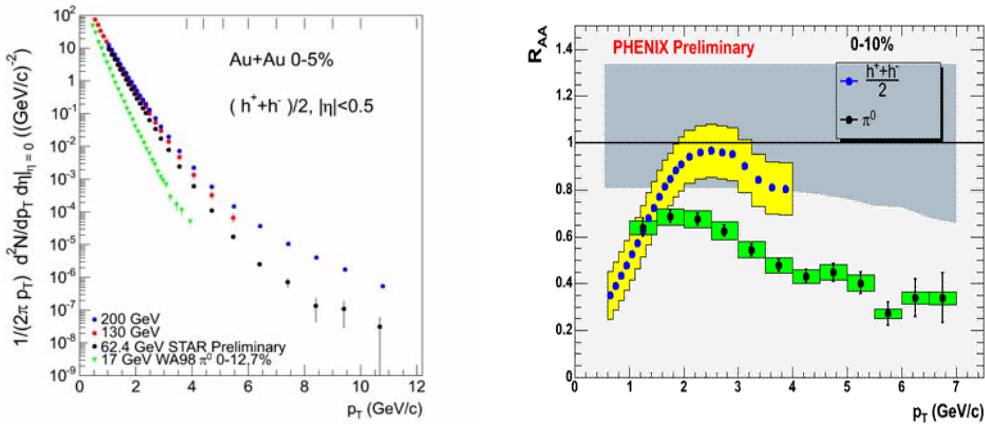 10²
10
1
10⁻¹
10⁻²
10⁻³
10⁻⁴
10⁻⁵
10⁻⁶
10⁻⁷
10⁻⁸
10⁻⁹
1/(2π p_T) d²N/dp_T dη|η = 0 ((GeV/c)⁻²)
Au+Au 0-5%
( h⁺+h⁻ )/2, |η|<0.5
200 GeV
130 GeV
62.4 GeV STAR Preliminary
17 GeV WA98 π⁰ 0-12.7%
0 2 4 6 8 10 12
p_T (GeV/c)
R_AA
1.4
1.2
1
0.8
0.6
0.4
0.2
0
PHENIX Preliminary
0-10%
h⁺+h⁻
2
π⁰
0 1 2 3 4 5 6 7
p_T (GeV/c)